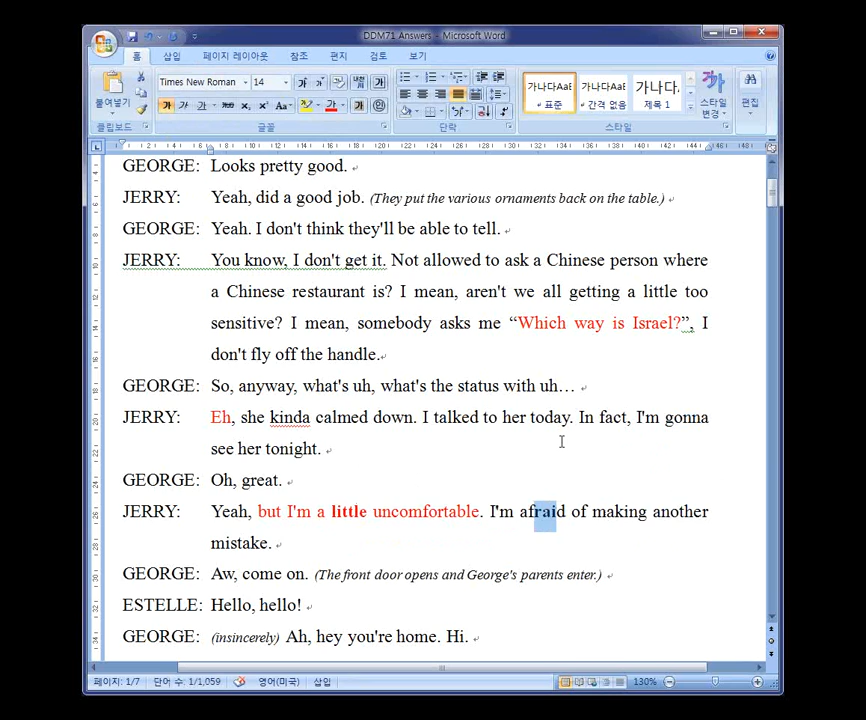 DDM71 Answers - Microsoft Word
홈 삽입 페이지 레이아웃 참조 편지 검토 보기
Times New Roman 14
붙여넣기
가나다AaE 가나다AaE 가나다
표준 간격 없음 제목 1
스타일 변경 편집
클립보드 글꼴 단락 스타일
GEORGE: Looks pretty good.
JERRY: Yeah, did a good job. (They put the various ornaments back on the table.)
GEORGE: Yeah. I don't think they'll be able to tell.
JERRY: You know, I don't get it. Not allowed to ask a Chinese person where
a Chinese restaurant is? I mean, aren't we all getting a little too
sensitive? I mean, somebody asks me “Which way is Israel?”, I
don't fly off the handle.
GEORGE: So, anyway, what's uh, what's the status with uh…
JERRY: Eh, she kinda calmed down. I talked to her today. In fact, I'm gonna
see her tonight.
GEORGE: Oh, great.
JERRY: Yeah, but I'm a little uncomfortable. I'm afraid of making another
mistake.
GEORGE: Aw, come on. (The front door opens and George's parents enter.)
ESTELLE: Hello, hello!
GEORGE: (insincerely) Ah, hey you're home. Hi.
페이지: 1/7 단어 수: 1/1,059 영어(미국) 삽입 130%